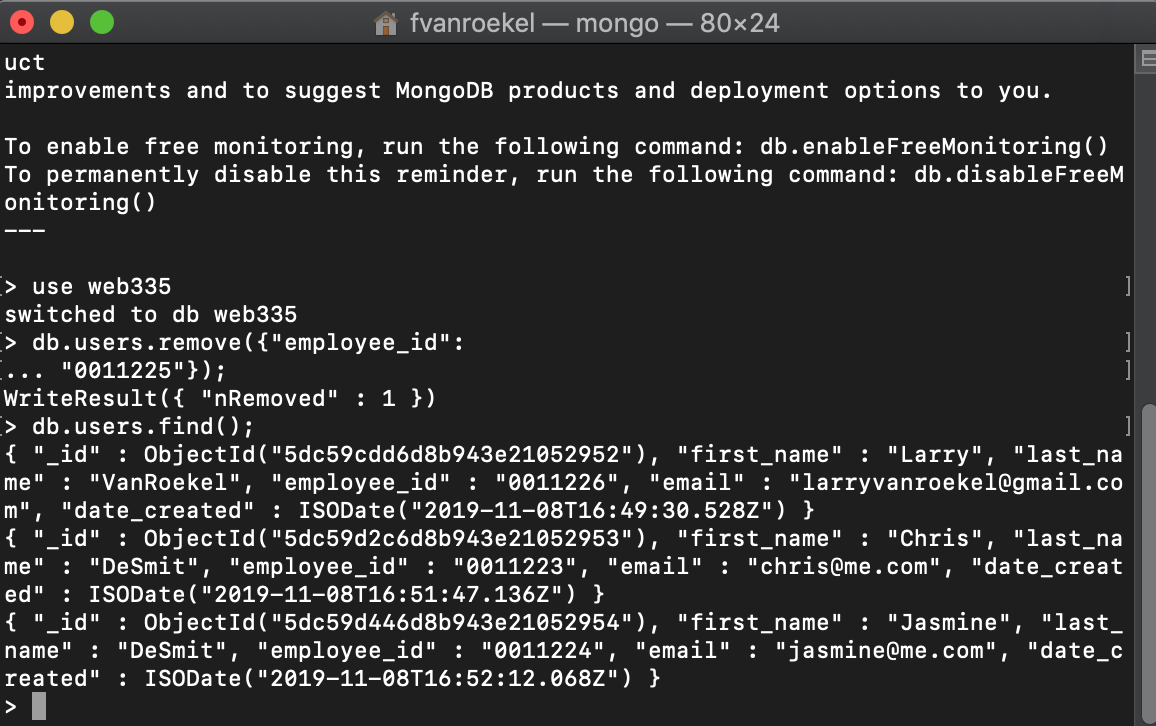 fvanroekel — mongo — 80×24
uct
improvements and to suggest MongoDB products and deployment options to you.
To enable free monitoring, run the following command: db.enableFreeMonitoring()
To permanently disable this reminder, run the following command: db.disableFreeM
onitoring()
---
[> use web335 ]
switched to db web335
[> db.users.remove({"employee_id": ]
[... "0011225"}); ]
WriteResult({ "nRemoved" : 1 })
[> db.users.find(); ]
{ "_id" : ObjectId("5dc59cdd6d8b943e21052952"), "first_name" : "Larry", "last_na
me" : "VanRoekel", "employee_id" : "0011226", "email" : "larryvanroekel@gmail.co
m", "date_created" : ISODate("2019-11-08T16:49:30.528Z") }
{ "_id" : ObjectId("5dc59d2c6d8b943e21052953"), "first_name" : "Chris", "last_na
me" : "DeSmit", "employee_id" : "0011223", "email" : "chris@me.com", "date_creat
ed" : ISODate("2019-11-08T16:51:47.136Z") }
{ "_id" : ObjectId("5dc59d446d8b943e21052954"), "first_name" : "Jasmine", "last_
name" : "DeSmit", "employee_id" : "0011224", "email" : "jasmine@me.com", "date_c
reated" : ISODate("2019-11-08T16:52:12.068Z") }
>